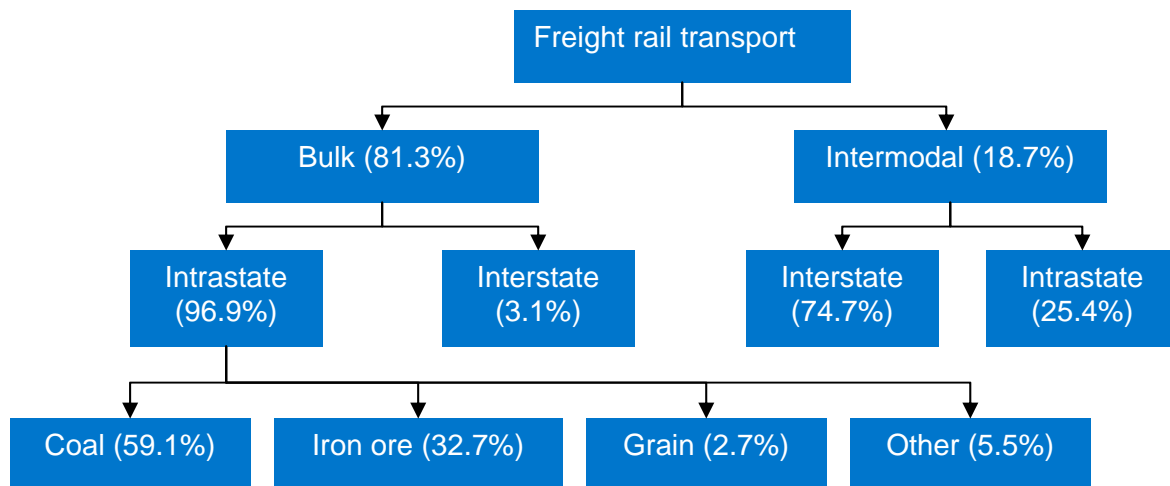 Freight rail transport
Bulk (81.3%)
Intermodal (18.7%)
Intrastate
(96.9%)
Interstate
(3.1%)
Interstate
(74.7%)
Intrastate
(25.4%)
Coal (59.1%)
Iron ore (32.7%)
Grain (2.7%)
Other (5.5%)